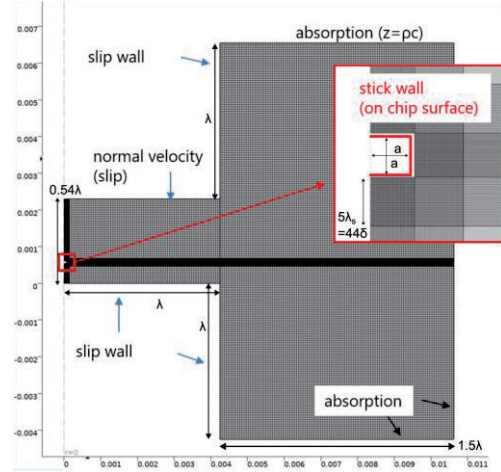 absorption (z=ρc)
slip wall
stick wall
(on chip surface)
λ
a
a
normal velocity
(slip)
5λs
=44δ
0.54λ
λ
λ
slip wall
absorption
1.5λ
0.007
0.006
0.005
0.004
0.003
0.002
0.001
0
-0.001
-0.002
-0.003
-0.004
r=0
0
0.001
0.002
0.003
0.004
0.005
0.006
0.007
0.008
0.009
0.01
0.011